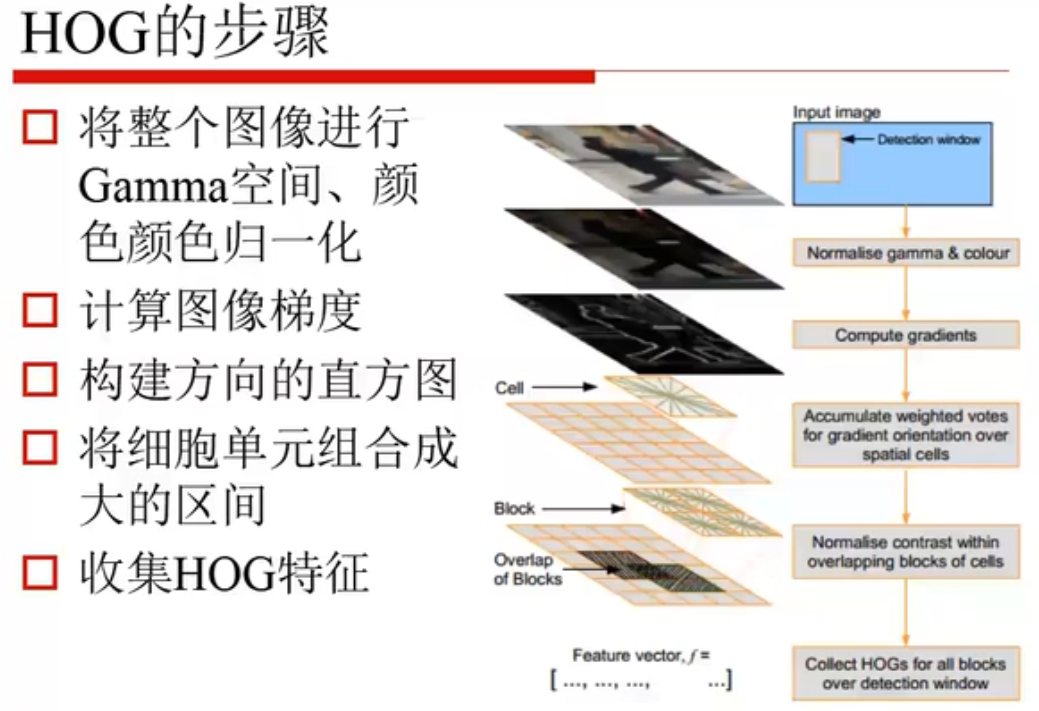 HOG的步骤
将整个图像进行
Gamma空间、颜
色颜色归一化
计算图像梯度
构建方向的直方图
将细胞单元组合成
大的区间
收集HOG特征
Input image
Detection window
Normalise gamma & colour
Compute gradients
Cell
Accumulate weighted votes
for gradient orientation over
spatial cells
Block
Normalise contrast within
overlapping blocks of cells
Overlap
of Blocks
Feature vector, f =
[ ..., ..., ..., ...]
Collect HOGs for all blocks
over detection window